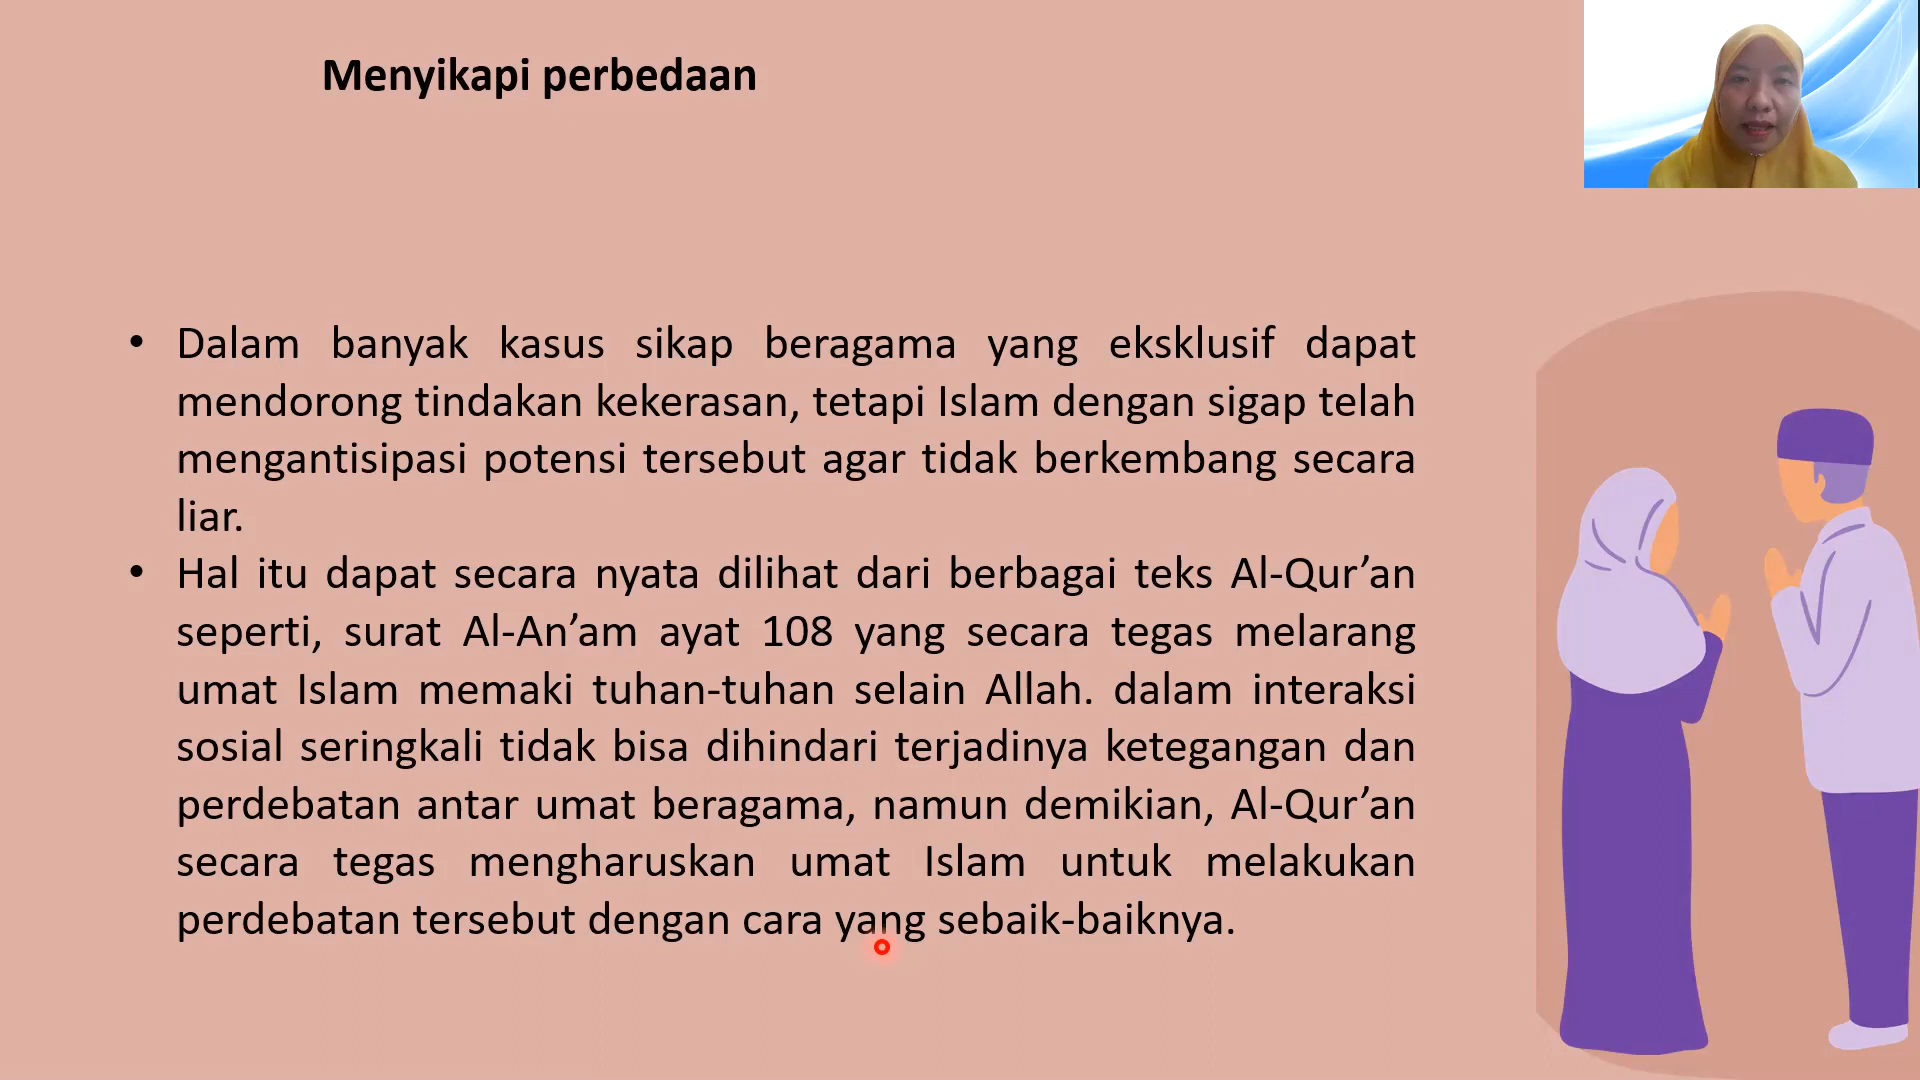 Menyikapi perbedaan
• Dalam banyak kasus sikap beragama yang eksklusif dapat
mendorong tindakan kekerasan, tetapi Islam dengan sigap telah
mengantisipasi potensi tersebut agar tidak berkembang secara
liar.
• Hal itu dapat secara nyata dilihat dari berbagai teks Al-Qur’an
seperti, surat Al-An’am ayat 108 yang secara tegas melarang
umat Islam memaki tuhan-tuhan selain Allah. dalam interaksi
sosial seringkali tidak bisa dihindari terjadinya ketegangan dan
perdebatan antar umat beragama, namun demikian, Al-Qur’an
secara tegas mengharuskan umat Islam untuk melakukan
perdebatan tersebut dengan cara yang sebaik-baiknya.